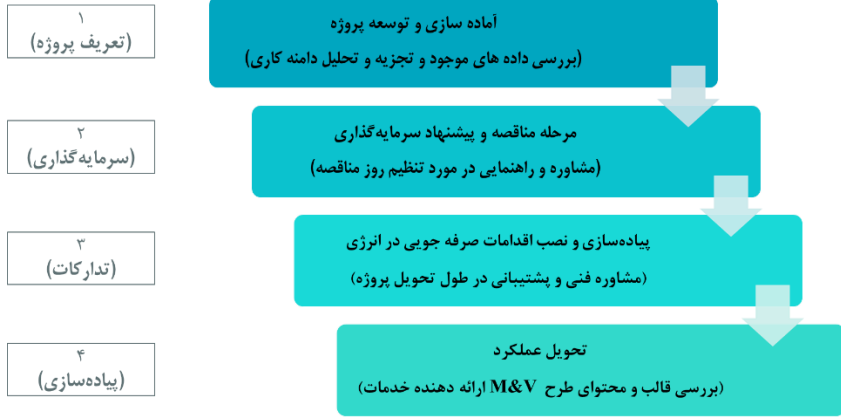 ۱
(تعریف پروژه)
آماده سازی و توسعه پروژه
(بررسی داده های موجود و تجزیه و تحلیل دامنه کاری)
۲
(سرمایه‌گذاری)
مرحله مناقصه و پیشنهاد سرمایه‌گذاری
(مشاوره و راهنمایی در مورد تنظیم روز مناقصه)
۳
(تدارکات)
پیاده‌سازی و نصب اقدامات صرفه جویی در انرژی
(مشاوره فنی و پشتیبانی در طول تحویل پروژه)
۴
(پیاده‌سازی)
تحویل عملکرد
(بررسی قالب و محتوای طرح M&V ارائه دهنده خدمات)